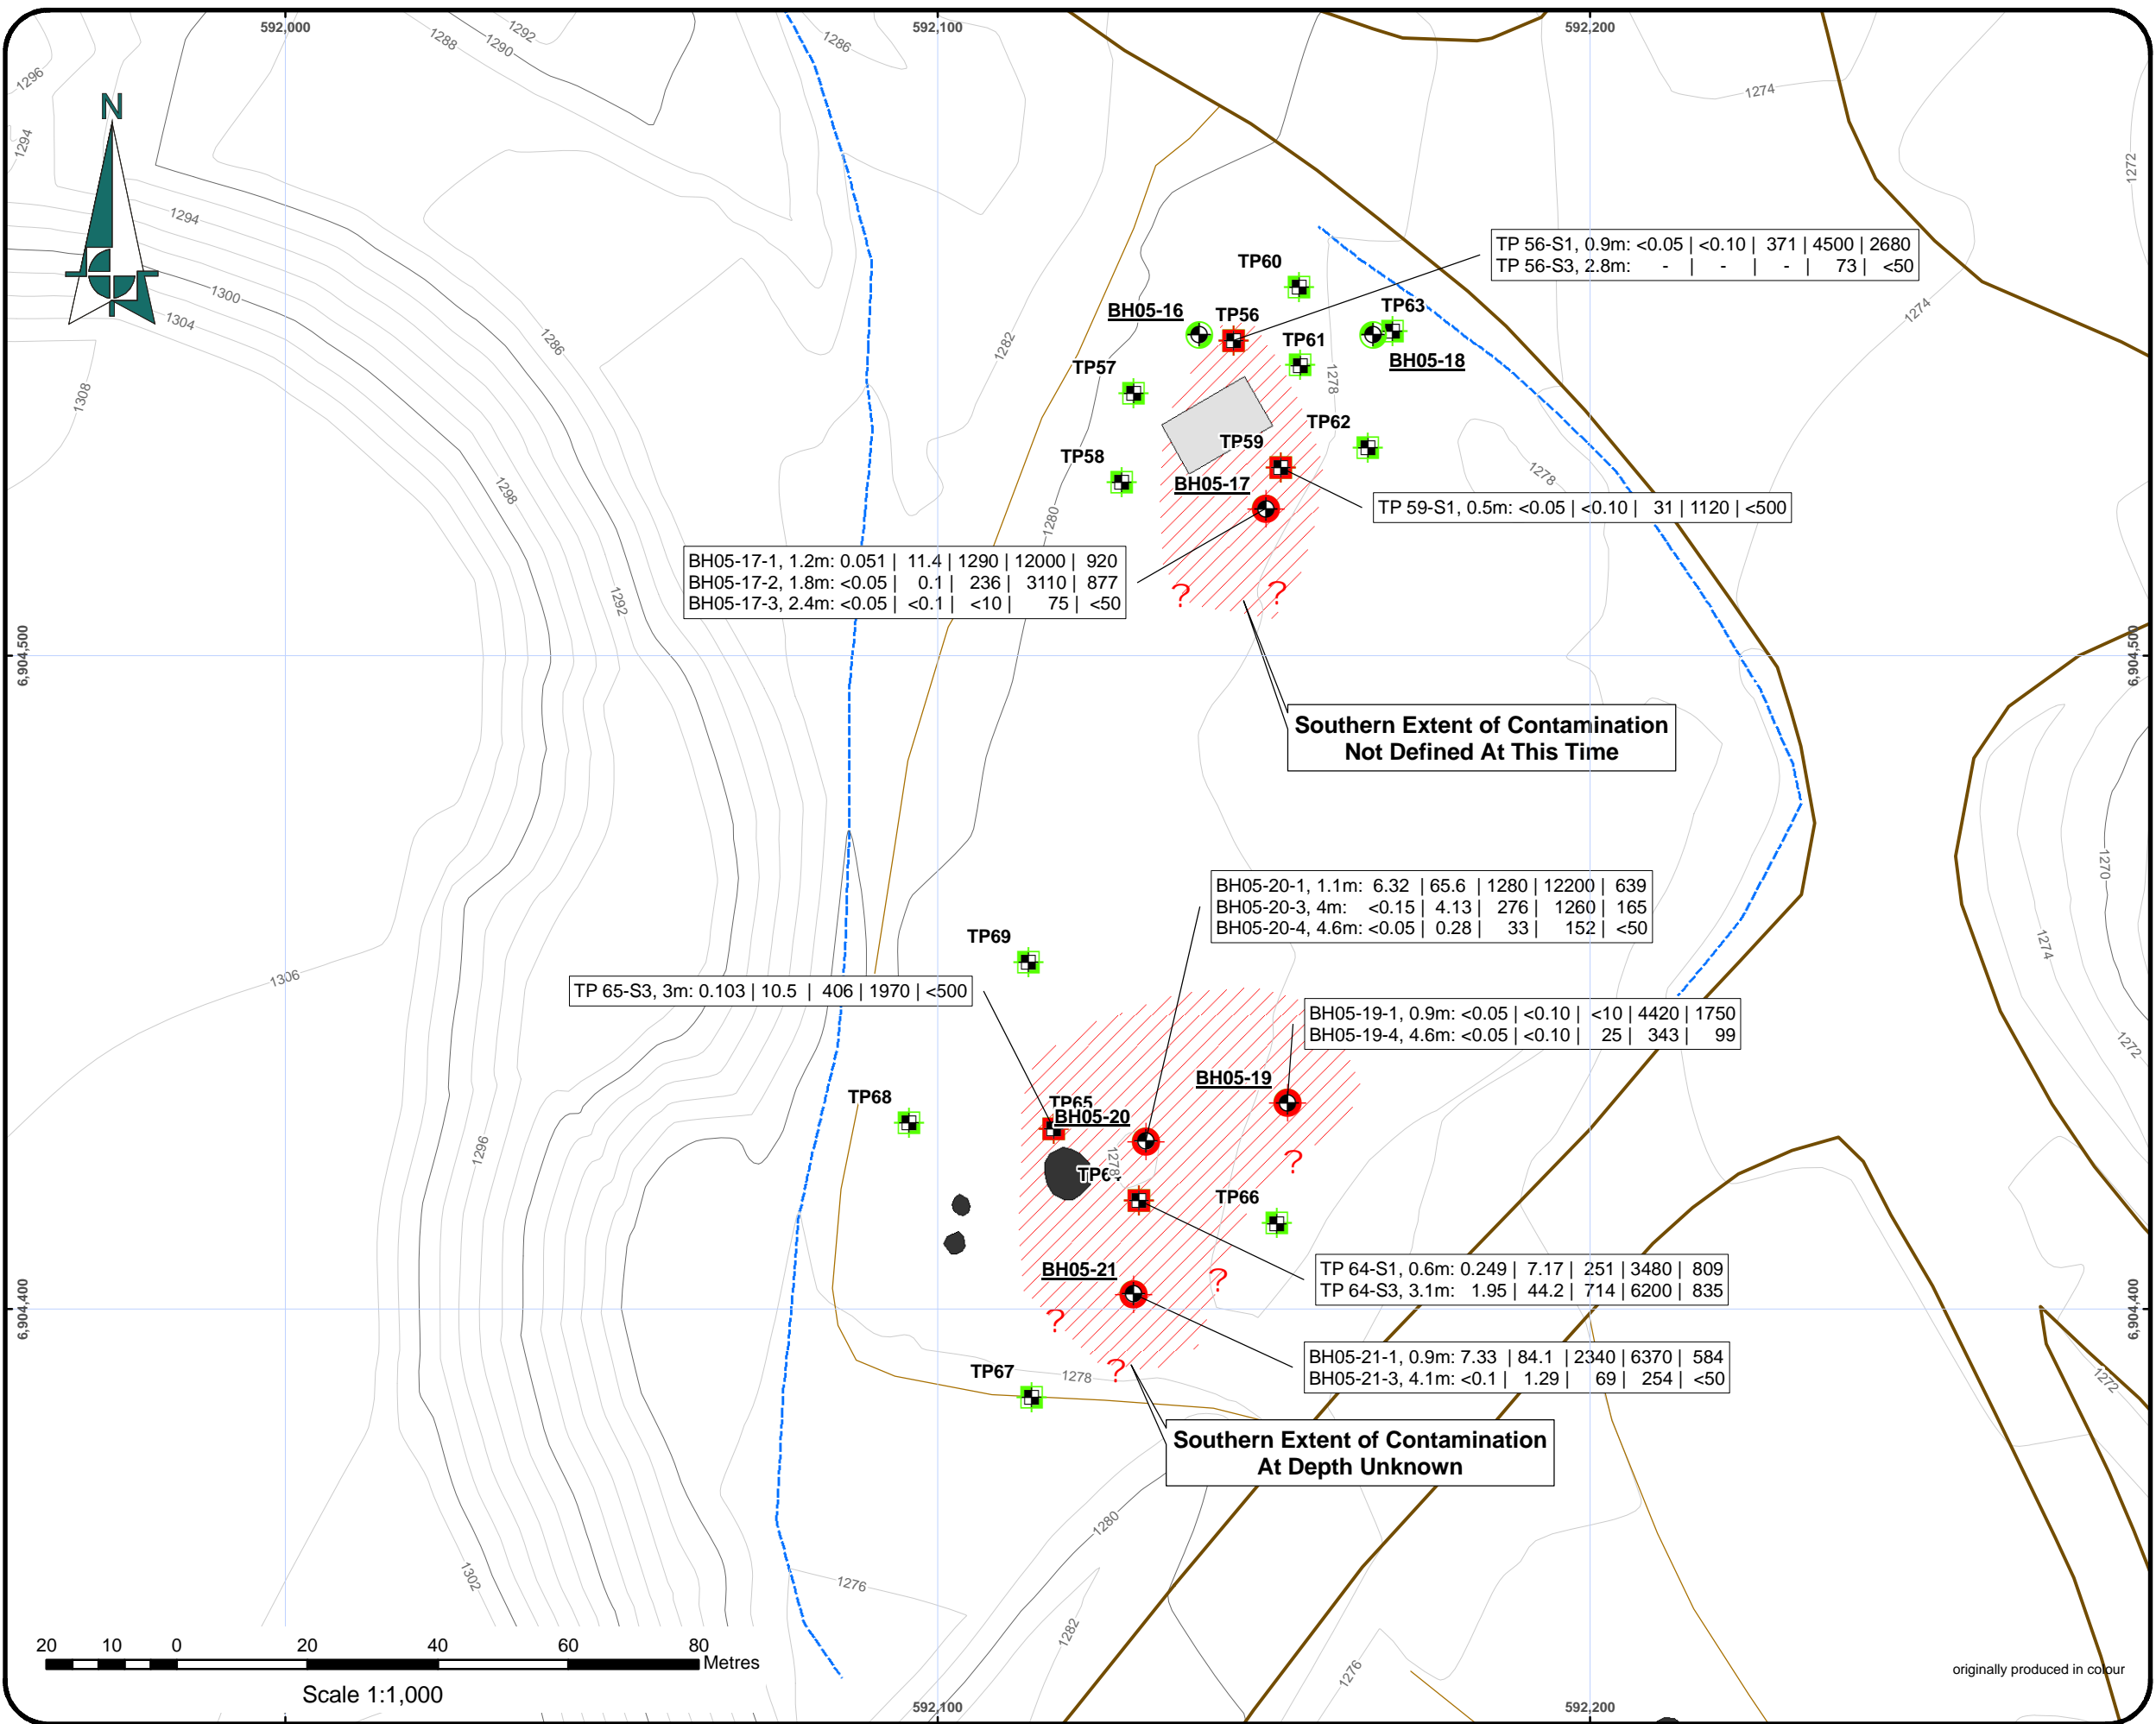 592,000
592,100
592,200
1292
1288
1290
1286
1296
1274
1294
1272
N
1294
1300
1304
1286
1308
1282
1274
TP 56-S1, 0.9m: <0.05 | <0.10 | 371 | 4500 | 2680
TP 56-S3, 2.8m: - | - | - | 73 | <50
TP60
BH05-16
TP56
TP63
TP61
BH05-18
TP57
1278
TP62
TP59
TP58
BH05-17
1278
1298
1280
TP 59-S1, 0.5m: <0.05 | <0.10 | 31 | 1120 | <500
BH05-17-1, 1.2m: 0.051 | 11.4 | 1290 | 12000 | 920
BH05-17-2, 1.8m: <0.05 | 0.1 | 236 | 3110 | 877
BH05-17-3, 2.4m: <0.05 | <0.1 | <10 | 75 | <50
? ?
1292
6,904,500
6,904,500
Southern Extent of Contamination
Not Defined At This Time
1270
BH05-20-1, 1.1m: 6.32 | 65.6 | 1280 | 12200 | 639
BH05-20-3, 4m: <0.15 | 4.13 | 276 | 1260 | 165
BH05-20-4, 4.6m: <0.05 | 0.28 | 33 | 152 | <50
TP69
1274
1306
TP 65-S3, 3m: 0.103 | 10.5 | 406 | 1970 | <500
BH05-19-1, 0.9m: <0.05 | <0.10 | <10 | 4420 | 1750
BH05-19-4, 4.6m: <0.05 | <0.10 | 25 | 343 | 99
1272
BH05-19
TP68
TP65
BH05-20
1296
1278
?
TP66
BH05-21
?
TP 64-S1, 0.6m: 0.249 | 7.17 | 251 | 3480 | 809
TP 64-S3, 3.1m: 1.95 | 44.2 | 714 | 6200 | 835
6,904,400
6,904,400
?
BH05-21-1, 0.9m: 7.33 | 84.1 | 2340 | 6370 | 584
BH05-21-3, 4.1m: <0.1 | 1.29 | 69 | 254 | <50
TP67
?
1278
1272
Southern Extent of Contamination
At Depth Unknown
1280
1302
1276
1282
1276
20 10 0 20 40 60 80
Metres
Scale 1:1,000
originally produced in colour
592,100
592,200